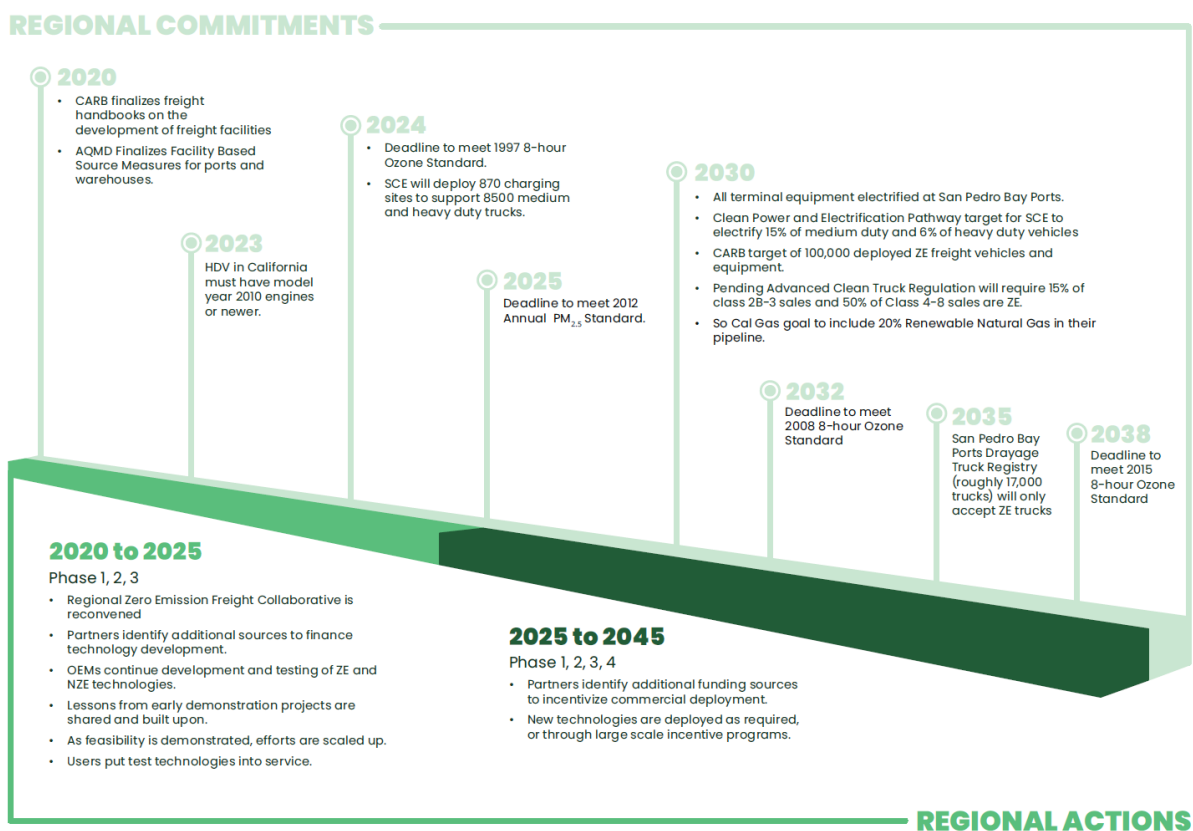 REGIONAL COMMITMENTS
2020
• CARB finalizes freight
handbooks on the
development of freight facilities
• AQMD Finalizes Facility Based
Source Measures for ports and
warehouses.
2023
HDV in California
must have model
year 2010 engines
or newer.
2024
• Deadline to meet 1997 8-hour
Ozone Standard.
• SCE will deploy 870 charging
sites to support 8500 medium
and heavy duty trucks.
2025
Deadline to meet 2012
Annual PM2.5 Standard.
2030
• All terminal equipment electrified at San Pedro Bay Ports.
• Clean Power and Electrification Pathway target for SCE to
electrify 15% of medium duty and 6% of heavy duty vehicles
• CARB target of 100,000 deployed ZE freight vehicles and
equipment.
• Pending Advanced Clean Truck Regulation will require 15% of
class 2B-3 sales and 50% of Class 4-8 sales are ZE.
• So Cal Gas goal to include 20% Renewable Natural Gas in their
pipeline.
2032
Deadline to meet
2008 8-hour Ozone
Standard
2035
San Pedro Bay
Ports Drayage
Truck Registry
(roughly 17,000
trucks) will only
accept ZE trucks
2038
Deadline to
meet 2015
8-hour Ozone
Standard
2020 to 2025
Phase 1, 2, 3
• Regional Zero Emission Freight Collaborative is
reconvened
• Partners identify additional sources to finance
technology development.
• OEMs continue development and testing of ZE and
NZE technologies.
• Lessons from early demonstration projects are
shared and built upon.
• As feasibility is demonstrated, efforts are scaled up.
• Users put test technologies into service.
2025 to 2045
Phase 1, 2, 3, 4
• Partners identify additional funding sources
to incentivize commercial deployment.
• New technologies are deployed as required,
or through large scale incentive programs.
REGIONAL ACTIONS